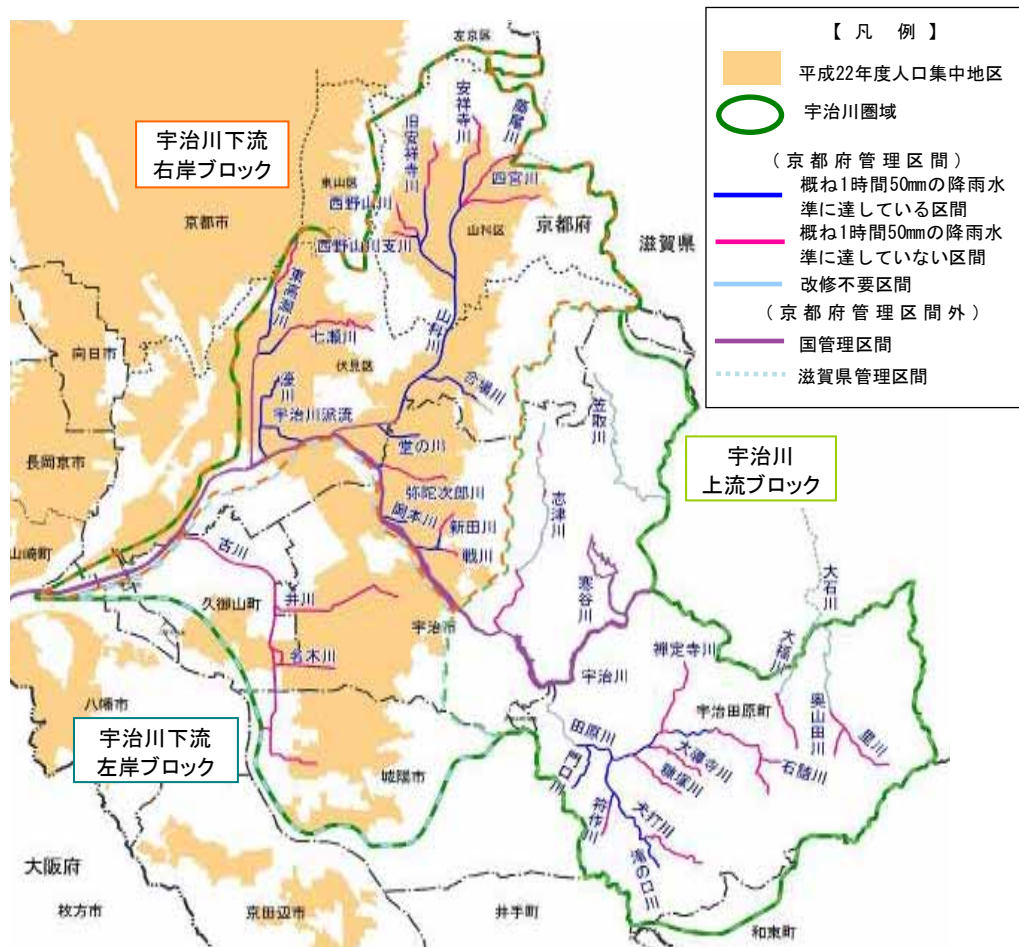 【 凡 例 】
平成22年度人口集中地区
宇治川圏域
（ 京 都 府 管 理 区 間 ）
概ね1時間50mmの降雨水
準に達している区間
概ね1時間50mmの降雨水
準に達していない区間
改修不要区間
（ 京 都 府 管 理 区 間 外 ）
国管理区間
滋賀県管理区間
左京区
安祥寺川
藤尾川
旧安祥寺川
宇治川下流
右岸ブロック
東山区
四宮川
西野山川
京都市
山科区
京都府
滋賀県
西野山川支川
東高瀬川
山科川
七瀬川
向日市
伏見区
合場川
濠川
笠取川
宇治川派流
堂の川
長岡京市
宇治川
上流ブロック
弥陀次郎川
志津川
岡本川
新田川
戦川
山崎町
古川
大石川
寒谷川
久御山町
井川
宇治市
大福川
禅定寺川
名木川
宇治川
八幡市
宇治田原町
奥山田川
里川
宇治川下流
左岸ブロック
田原川
門口川
大導寺川
石詰川
糠塚川
城陽市
符作川
犬打川
大阪府
枚方市
京田辺市
井手町
和束町